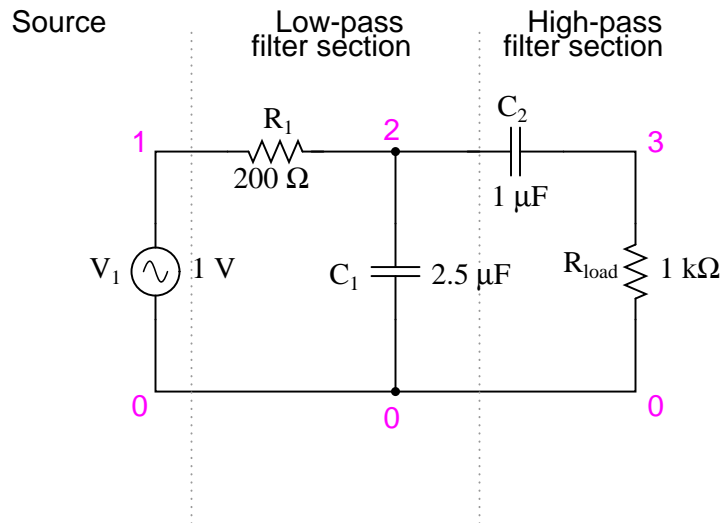 Source
Low-pass
filter section
High-pass
filter section
1
R1
200 Ω
2
C2
1 μF
3
V1
1 V
C1
2.5 μF
Rload
1 kΩ
0
0
0